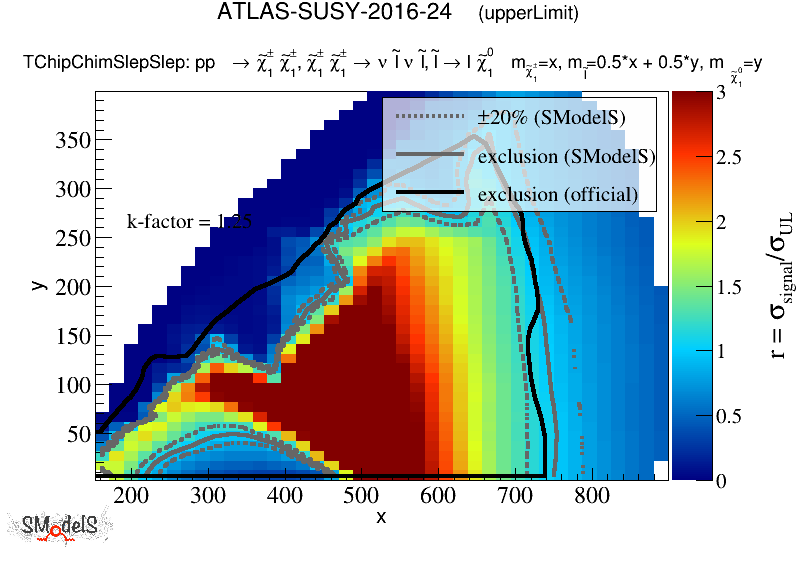 ATLAS-SUSY-2016-24 (upperLimit)
TChipChimSlepSlep: pp → χ̃₁± χ̃₁±, χ̃₁± χ̃₁± → ν l̃ ν l̃, l̃ → l χ̃₁⁰ m_χ̃₁±=x, m_l̃=0.5*x + 0.5*y, m_χ̃₁⁰=y
±20% (SModelS)
exclusion (SModelS)
exclusion (official)
k-factor = 1.25
y
350
300
250
200
150
100
50
200 300 400 500 600 700 800
x
3
2.5
2
1.5
1
0.5
0
r = σ_signal/σ_UL
SModelS